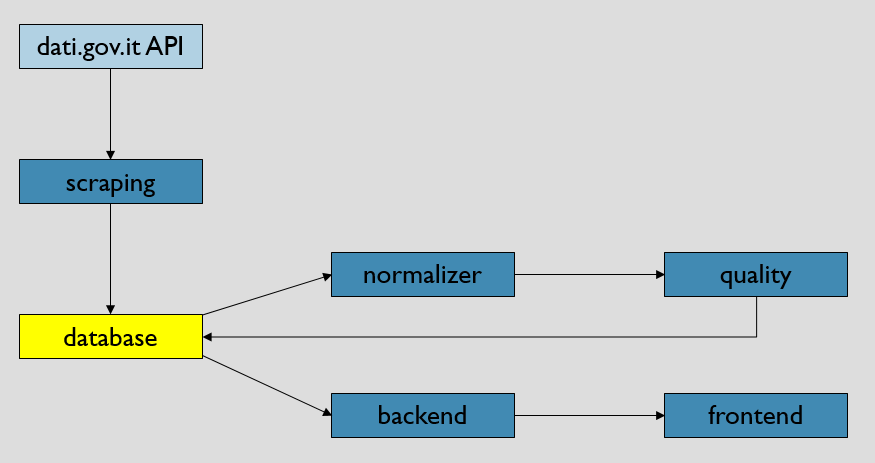 dati.gov.it API
scraping
normalizer
quality
database
backend
frontend